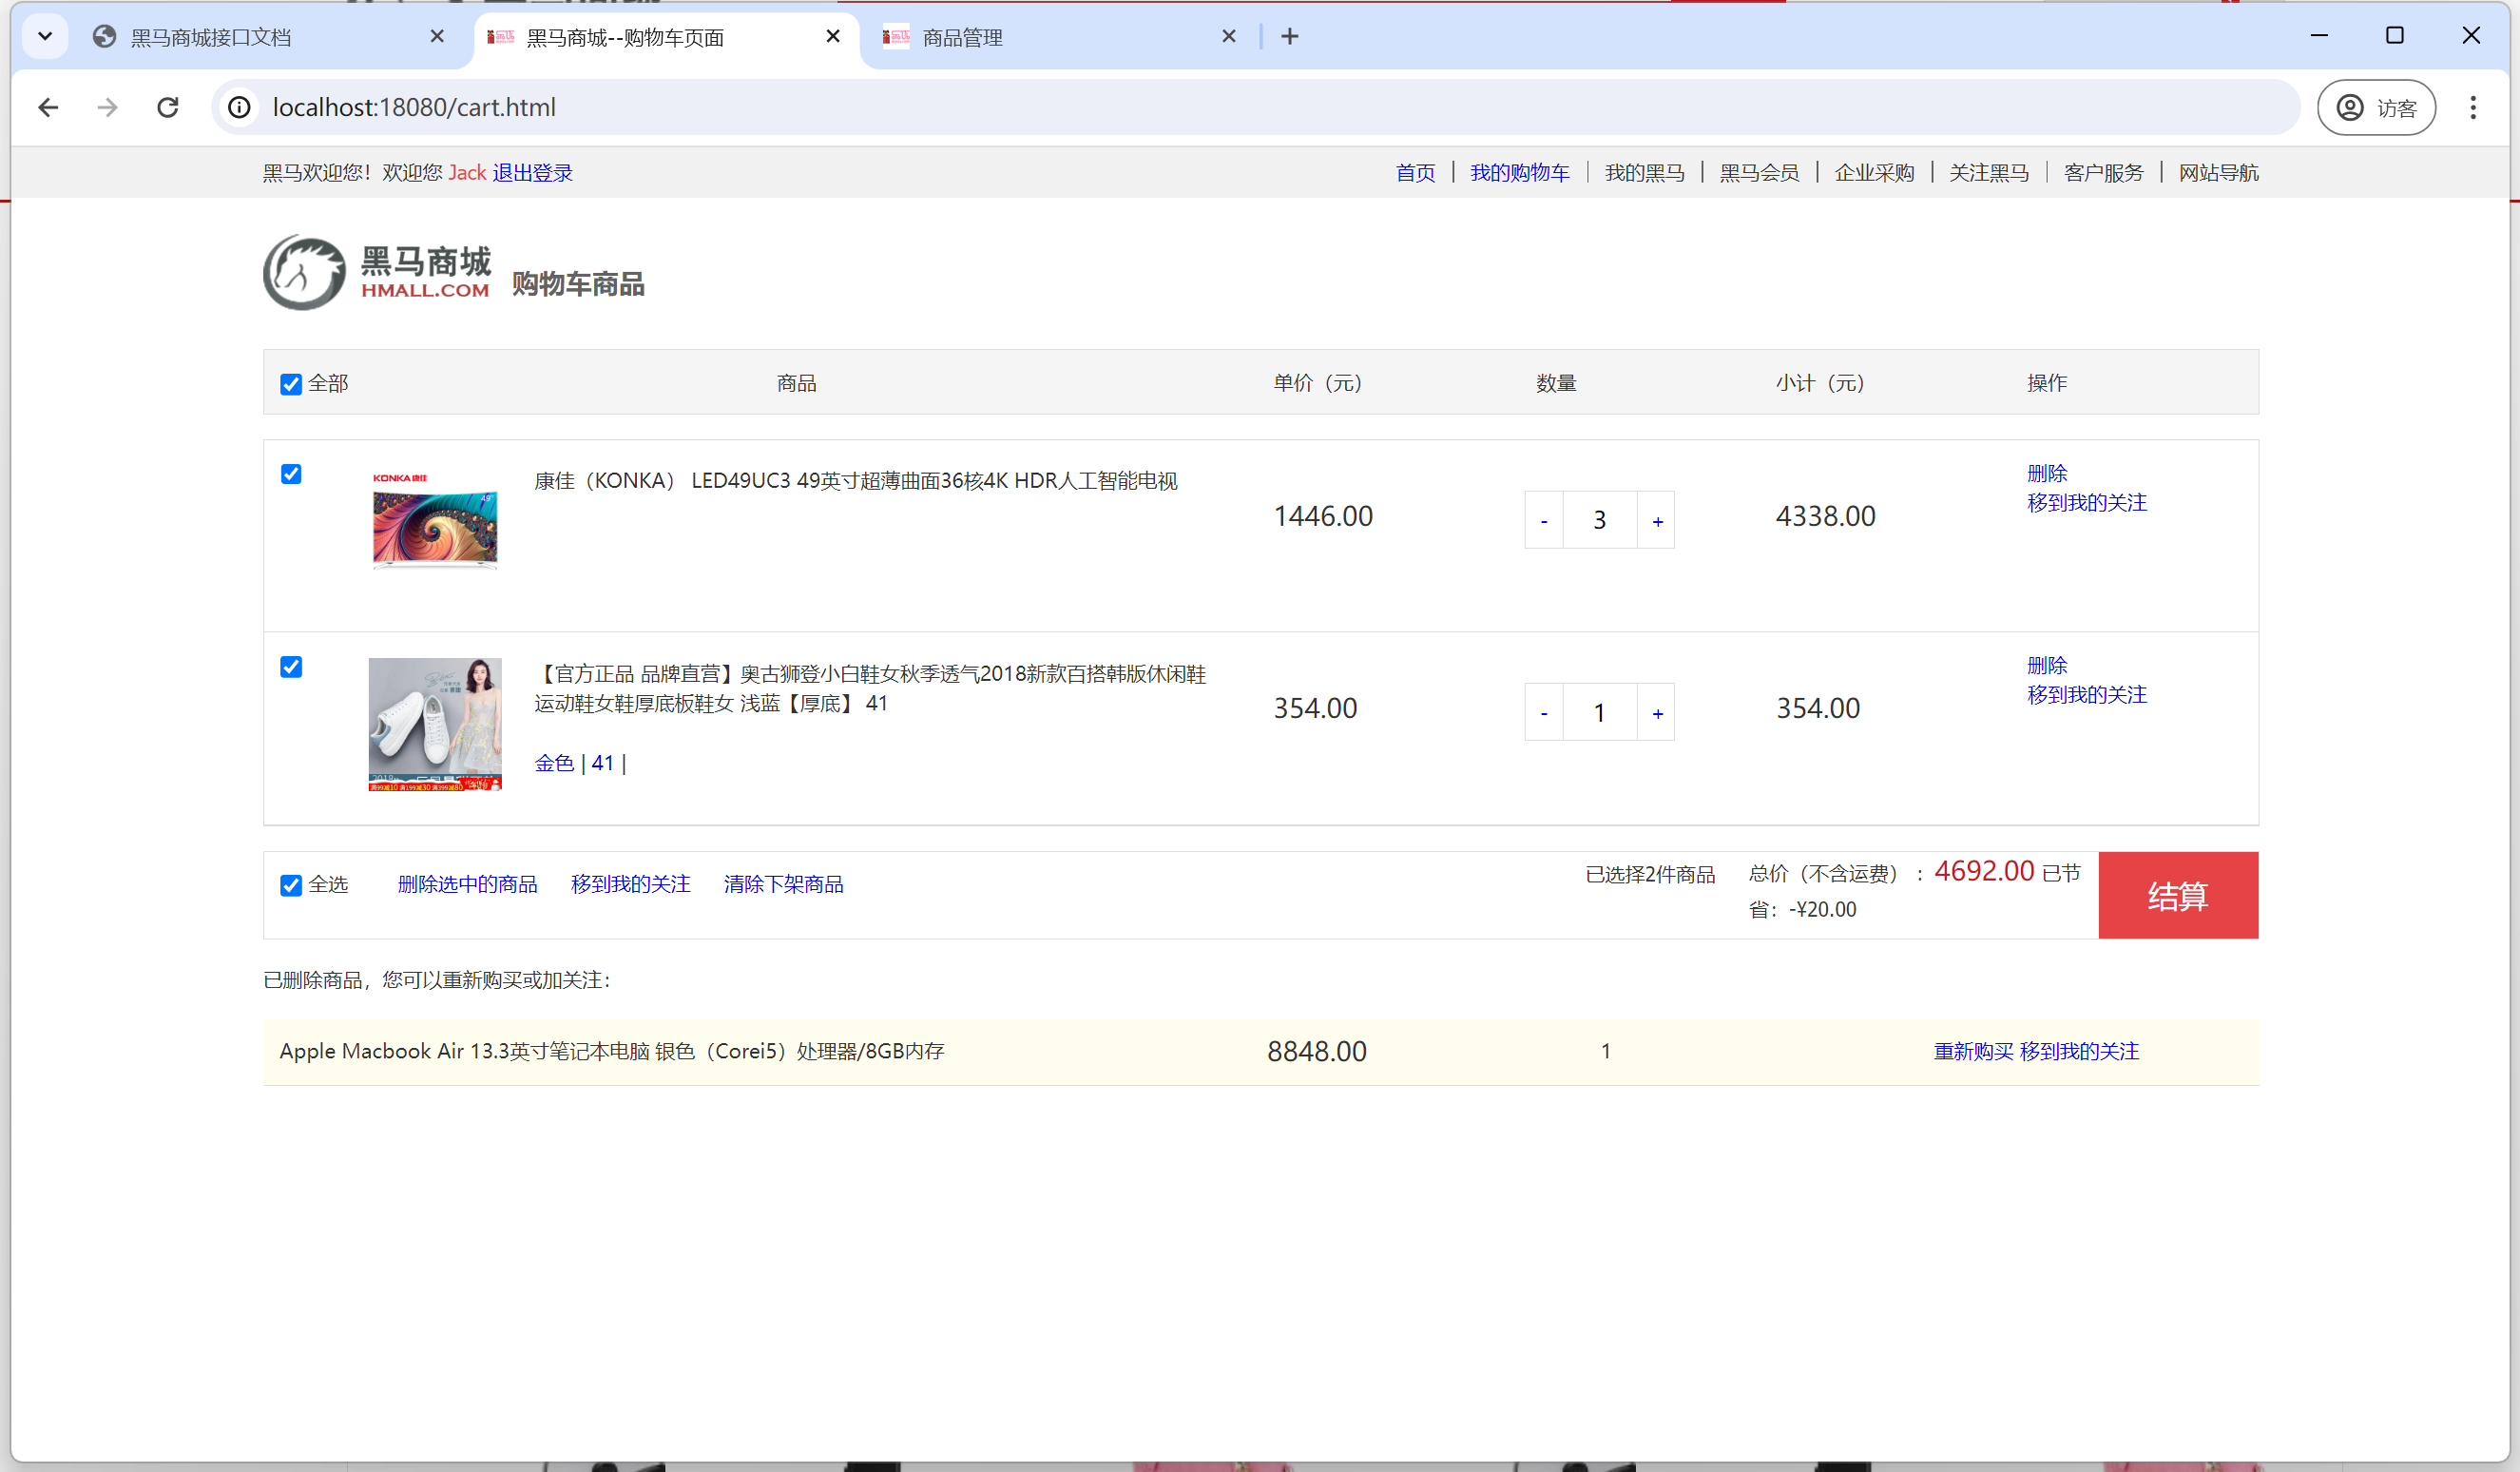 黑马商城接口文档
黑马商城--购物车页面
商品管理
localhost:18080/cart.html
访客
黑马欢迎您！欢迎您 Jack 退出登录
首页 | 我的购物车 | 我的黑马 | 黑马会员 | 企业采购 | 关注黑马 | 客户服务 | 网站导航
黑马商城
HMALL.COM
购物车商品
全部 商品 单价（元） 数量 小计（元） 操作
KONKA 康佳
49"
康佳（KONKA） LED49UC3 49英寸超薄曲面36核4K HDR人工智能电视
1446.00
- 3 +
4338.00
删除
移到我的关注
【官方正品 品牌直营】奥古狮登小白鞋女秋季透气2018新款百搭韩版休闲鞋
运动鞋女鞋厚底板鞋女 浅蓝【厚底】 41
金色 | 41 |
354.00
- 1 +
354.00
删除
移到我的关注
全选 删除选中的商品 移到我的关注 清除下架商品
已选择2件商品
总价（不含运费） ：4692.00 已节
省：-¥20.00
结算
已删除商品，您可以重新购买或加关注：
Apple Macbook Air 13.3英寸笔记本电脑 银色（Corei5）处理器/8GB内存 8848.00 1 重新购买 移到我的关注